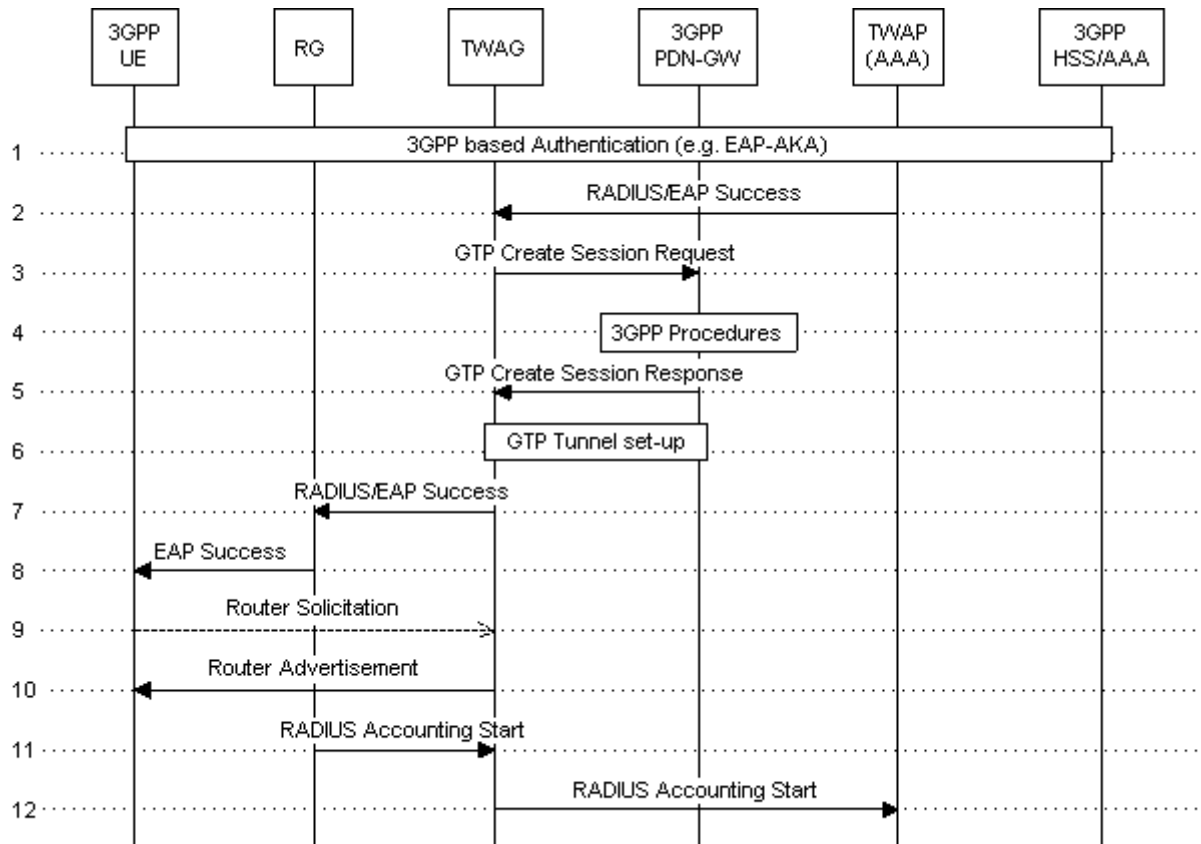 3GPP
UE
RG
TWAG
3GPP
PDN-GW
TWAP
(AAA)
3GPP
HSS/AAA
1
3GPP based Authentication (e.g. EAP-AKA)
2
RADIUS/EAP Success
3
GTP Create Session Request
4
3GPP Procedures
5
GTP Create Session Response
6
GTP Tunnel set-up
7
RADIUS/EAP Success
8
EAP Success
9
Router Solicitation
10
Router Advertisement
11
RADIUS Accounting Start
12
RADIUS Accounting Start